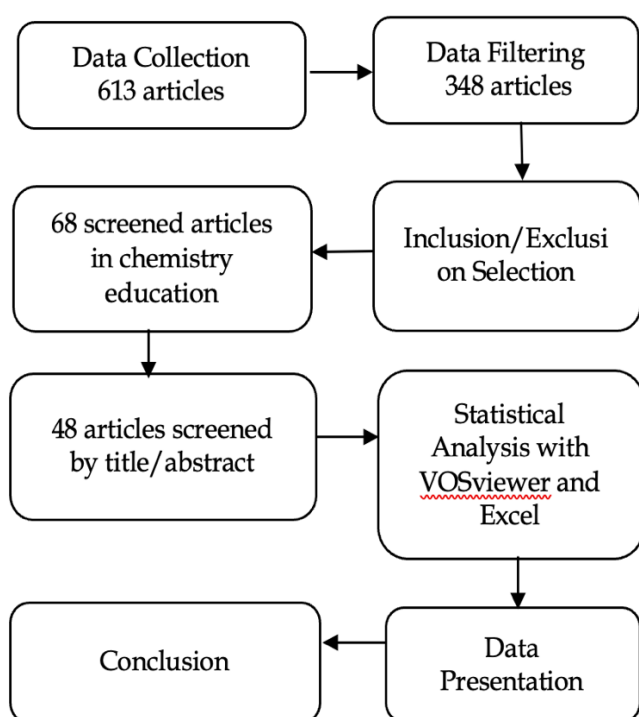 Data Collection
613 articles
Data Filtering
348 articles
68 screened articles
in chemistry
education
Inclusion/Exclusi
on Selection
48 articles screened
by title/abstract
Statistical
Analysis with
VOSviewer and
Excel
Conclusion
Data
Presentation